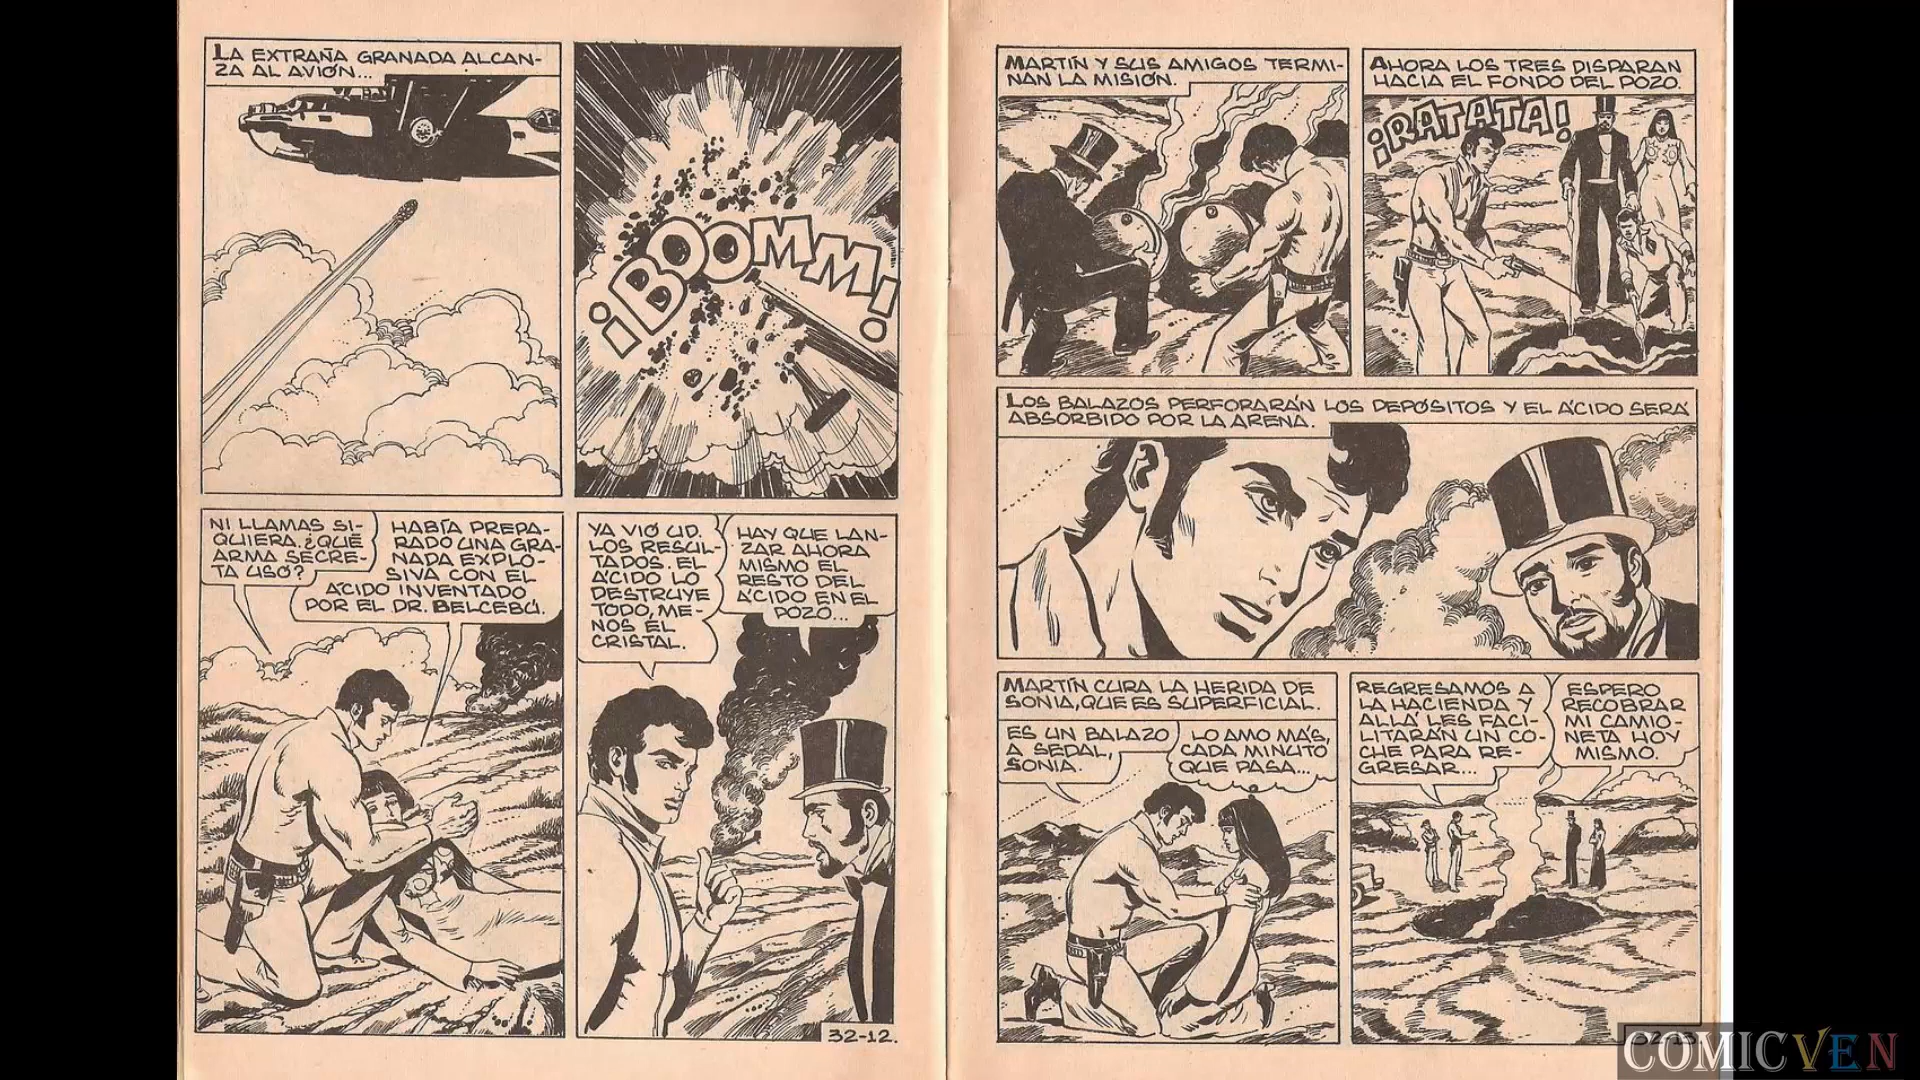 LA EXTRAÑA GRANADA ALCAN-
ZA AL AVIÓN...
¡BOOMM!
NI LLAMAS SI-
QUIERA. ¿QUÉ
ARMA SECRE-
TA USÓ?
HABÍA PREPA-
RADO UNA GRA-
NADA EXPLO-
SIVA CON EL
ÁCIDO INVENTADO
POR EL DR. BELCEBÚ.
YA VIÓ UD.
LOS RESUL-
TADOS. EL
ÁCIDO LO
DESTRUYE
TODO, ME-
NOS EL
CRISTAL.
HAY QUE LAN-
ZAR AHORA
MISMO EL
RESTO DEL
ÁCIDO EN EL
POZO...
32-12.
MARTÍN Y SUS AMIGOS TERMI-
NAN LA MISIÓN.
AHORA LOS TRES DISPARAN
HACIA EL FONDO DEL POZO.
¡RATATA!
LOS BALAZOS PERFORARÁN LOS DEPÓSITOS Y EL ÁCIDO SERÁ
ABSORBIDO POR LA ARENA.
MARTÍN CURA LA HERIDA DE
SONIA, QUE ES SUPERFICIAL.
ES UN BALAZO
A SEDAL,
SONIA.
LO AMO MÁS,
CADA MINUTO
QUE PASA...
REGRESAMOS A
LA HACIENDA Y
ALLÁ LES FACI-
LITARÁN UN CO-
CHE PARA RE-
GRESAR...
ESPERO
RECOBRAR
MI CAMIO-
NETA HOY
MISMO.
32-13
COMICVEN